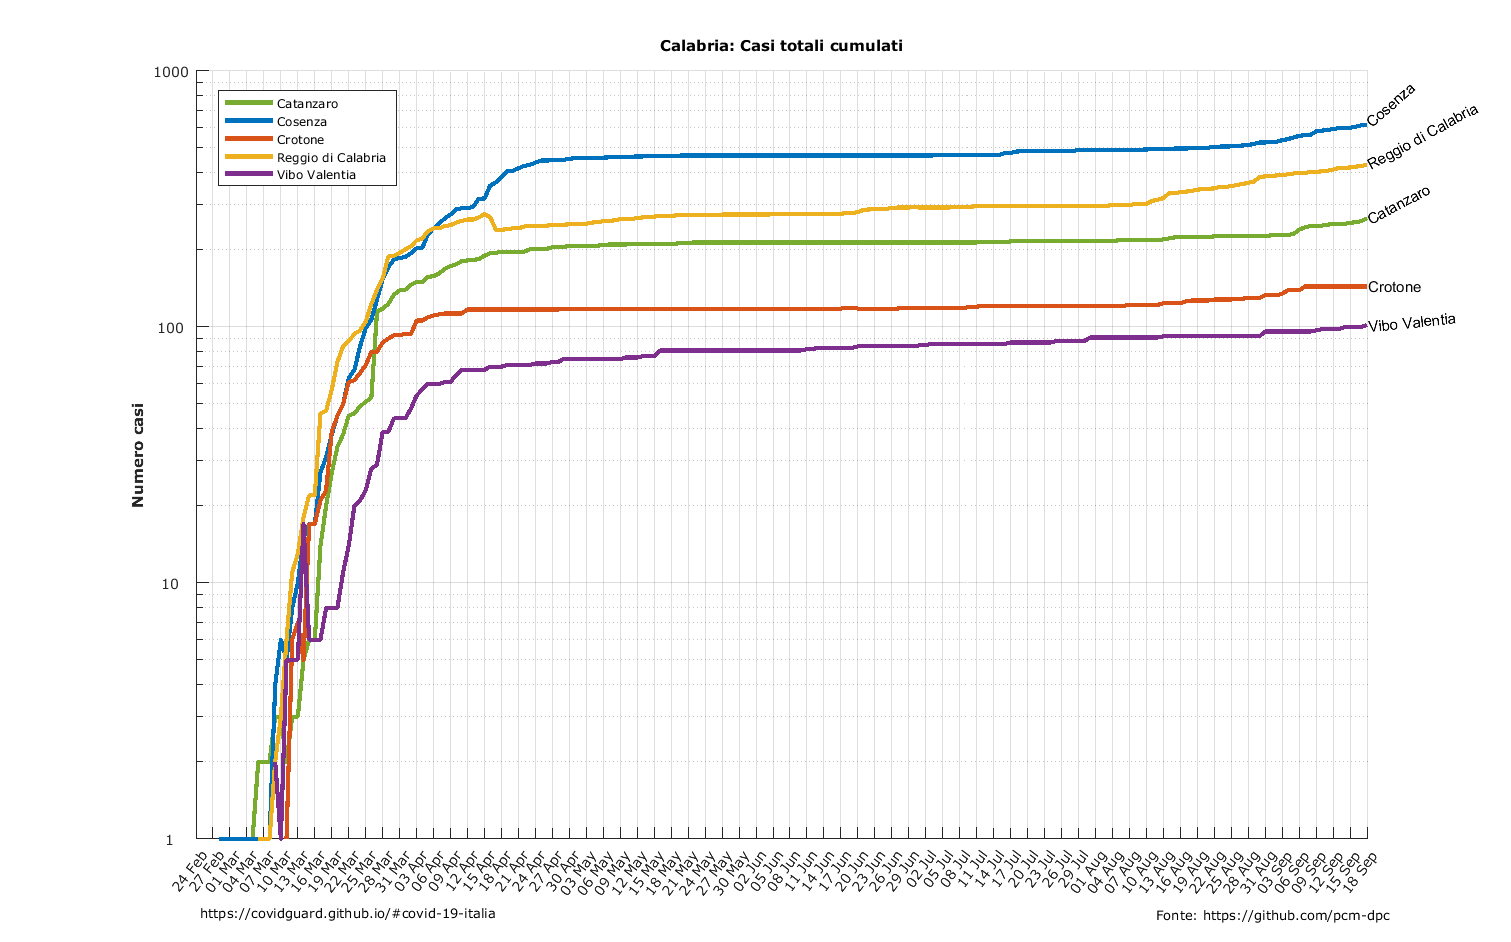 Calabria: Casi totali cumulati
1000
100
10
1
Numero casi
Catanzaro
Cosenza
Crotone
Reggio di Calabria
Vibo Valentia
Cosenza
Reggio di Calabria
Catanzaro
Crotone
Vibo Valentia
24 Feb
27 Feb
01 Mar
04 Mar
07 Mar
10 Mar
13 Mar
16 Mar
19 Mar
22 Mar
25 Mar
28 Mar
31 Mar
03 Apr
06 Apr
09 Apr
12 Apr
15 Apr
18 Apr
21 Apr
24 Apr
27 Apr
30 Apr
03 May
06 May
09 May
12 May
15 May
18 May
21 May
24 May
27 May
30 May
02 Jun
05 Jun
08 Jun
11 Jun
14 Jun
17 Jun
20 Jun
23 Jun
26 Jun
29 Jun
02 Jul
05 Jul
08 Jul
11 Jul
14 Jul
17 Jul
20 Jul
23 Jul
26 Jul
29 Jul
01 Aug
04 Aug
07 Aug
10 Aug
13 Aug
16 Aug
19 Aug
22 Aug
25 Aug
28 Aug
31 Aug
03 Sep
06 Sep
09 Sep
12 Sep
15 Sep
18 Sep
https://covidguard.github.io/#covid-19-italia
Fonte: https://github.com/pcm-dpc